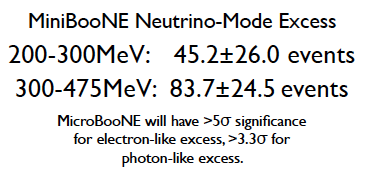 MiniBooNE Neutrino-Mode Excess
200-300MeV: 45.2±26.0 events
300-475MeV: 83.7±24.5 events
MicroBooNE will have >5σ significance
for electron-like excess, >3.3σ for
photon-like excess.